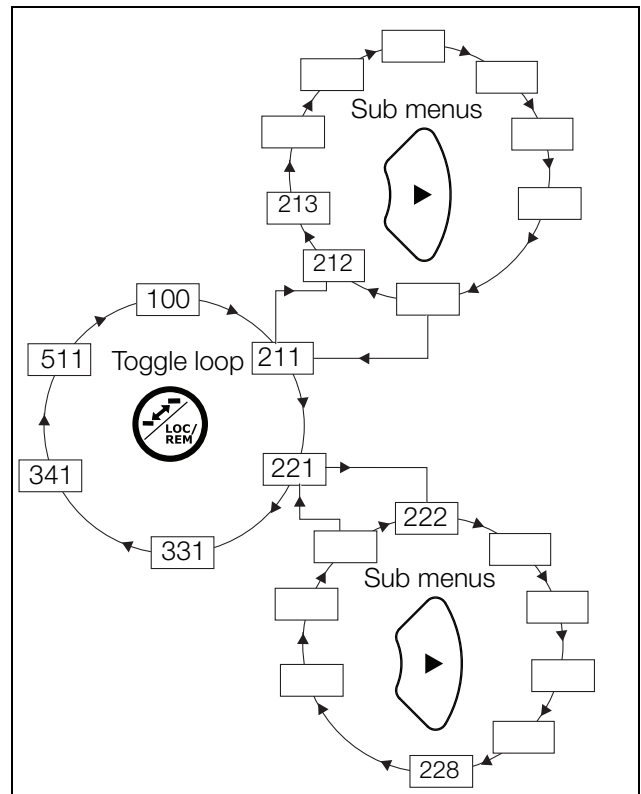 Sub menus
213
212
100
511
Toggle loop
211
LOC/
REM
221
341
222
331
Sub menus
228